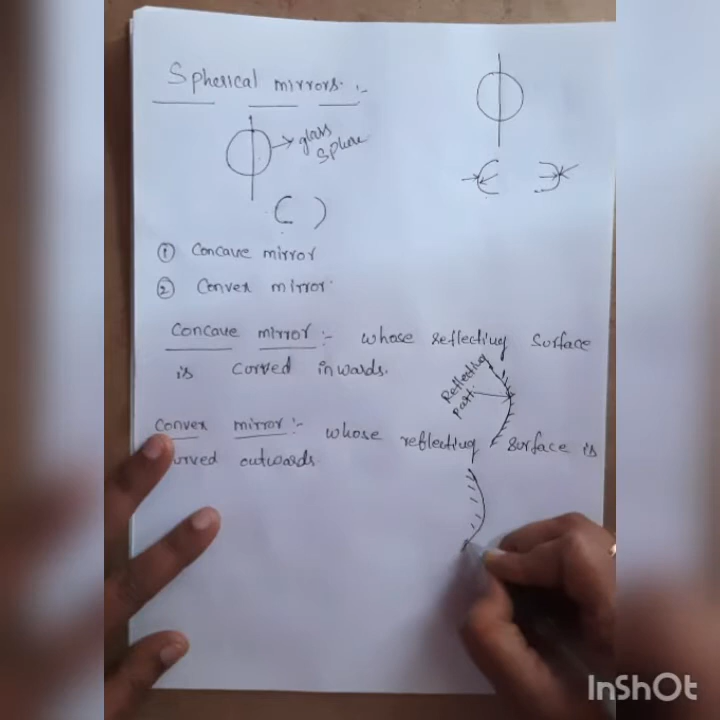 Spherical mirrors :-
glass
sphere
① Concave mirror
② Convex mirror.
Concave mirror :- whose reflecting surface
is corved inwards.
Reflecting
part.
Convex mirror :- whose reflecting surface is
urved outwards.
InShOt